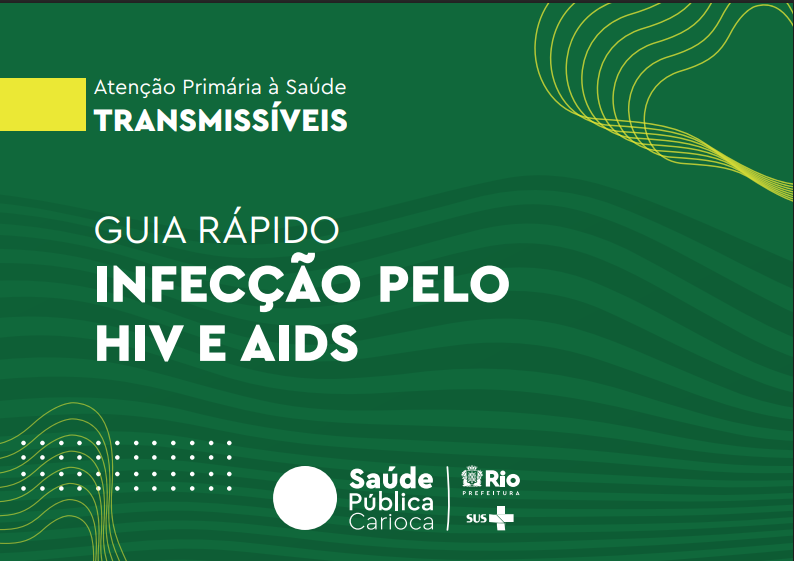 Atenção Primária à Saúde
TRANSMISSÍVEIS
GUIA RÁPIDO
INFECÇÃO PELO
HIV E AIDS
Saúde
Pública
Carioca
Rio
PREFEITURA
SUS